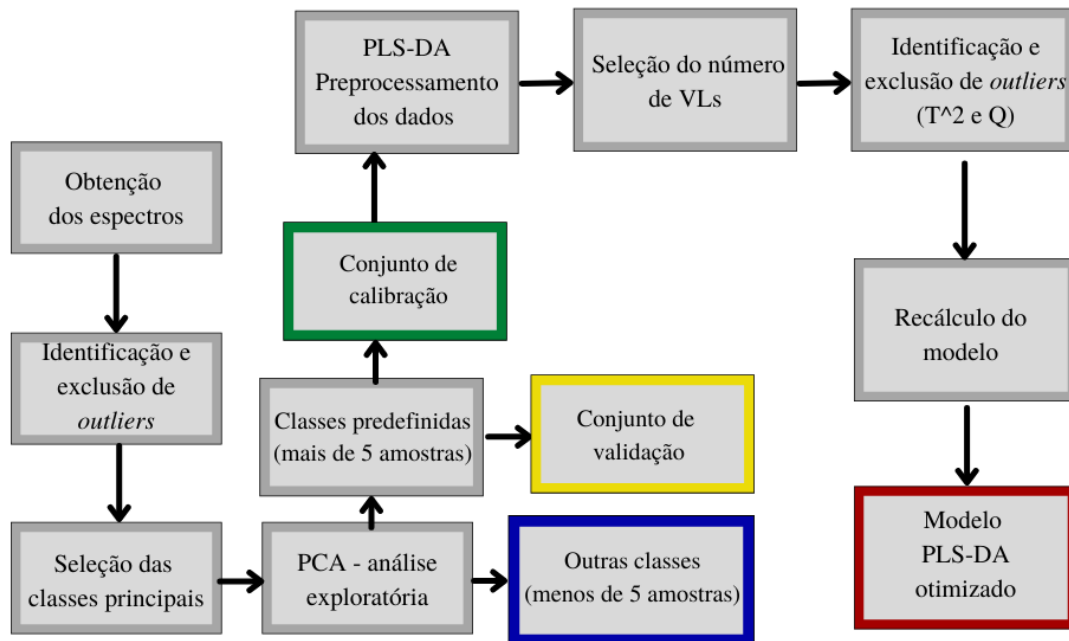 Obtenção
dos espectros
Identificação e
exclusão de
outliers
Seleção das
classes principais
PCA - análise
exploratória
Outras classes
(menos de 5 amostras)
Classes predefinidas
(mais de 5 amostras)
Conjunto de
validação
Conjunto de
calibração
PLS-DA
Preprocessamento
dos dados
Seleção do número
de VLs
Identificação e
exclusão de outliers
(T^2 e Q)
Recálculo do
modelo
Modelo
PLS-DA
otimizado